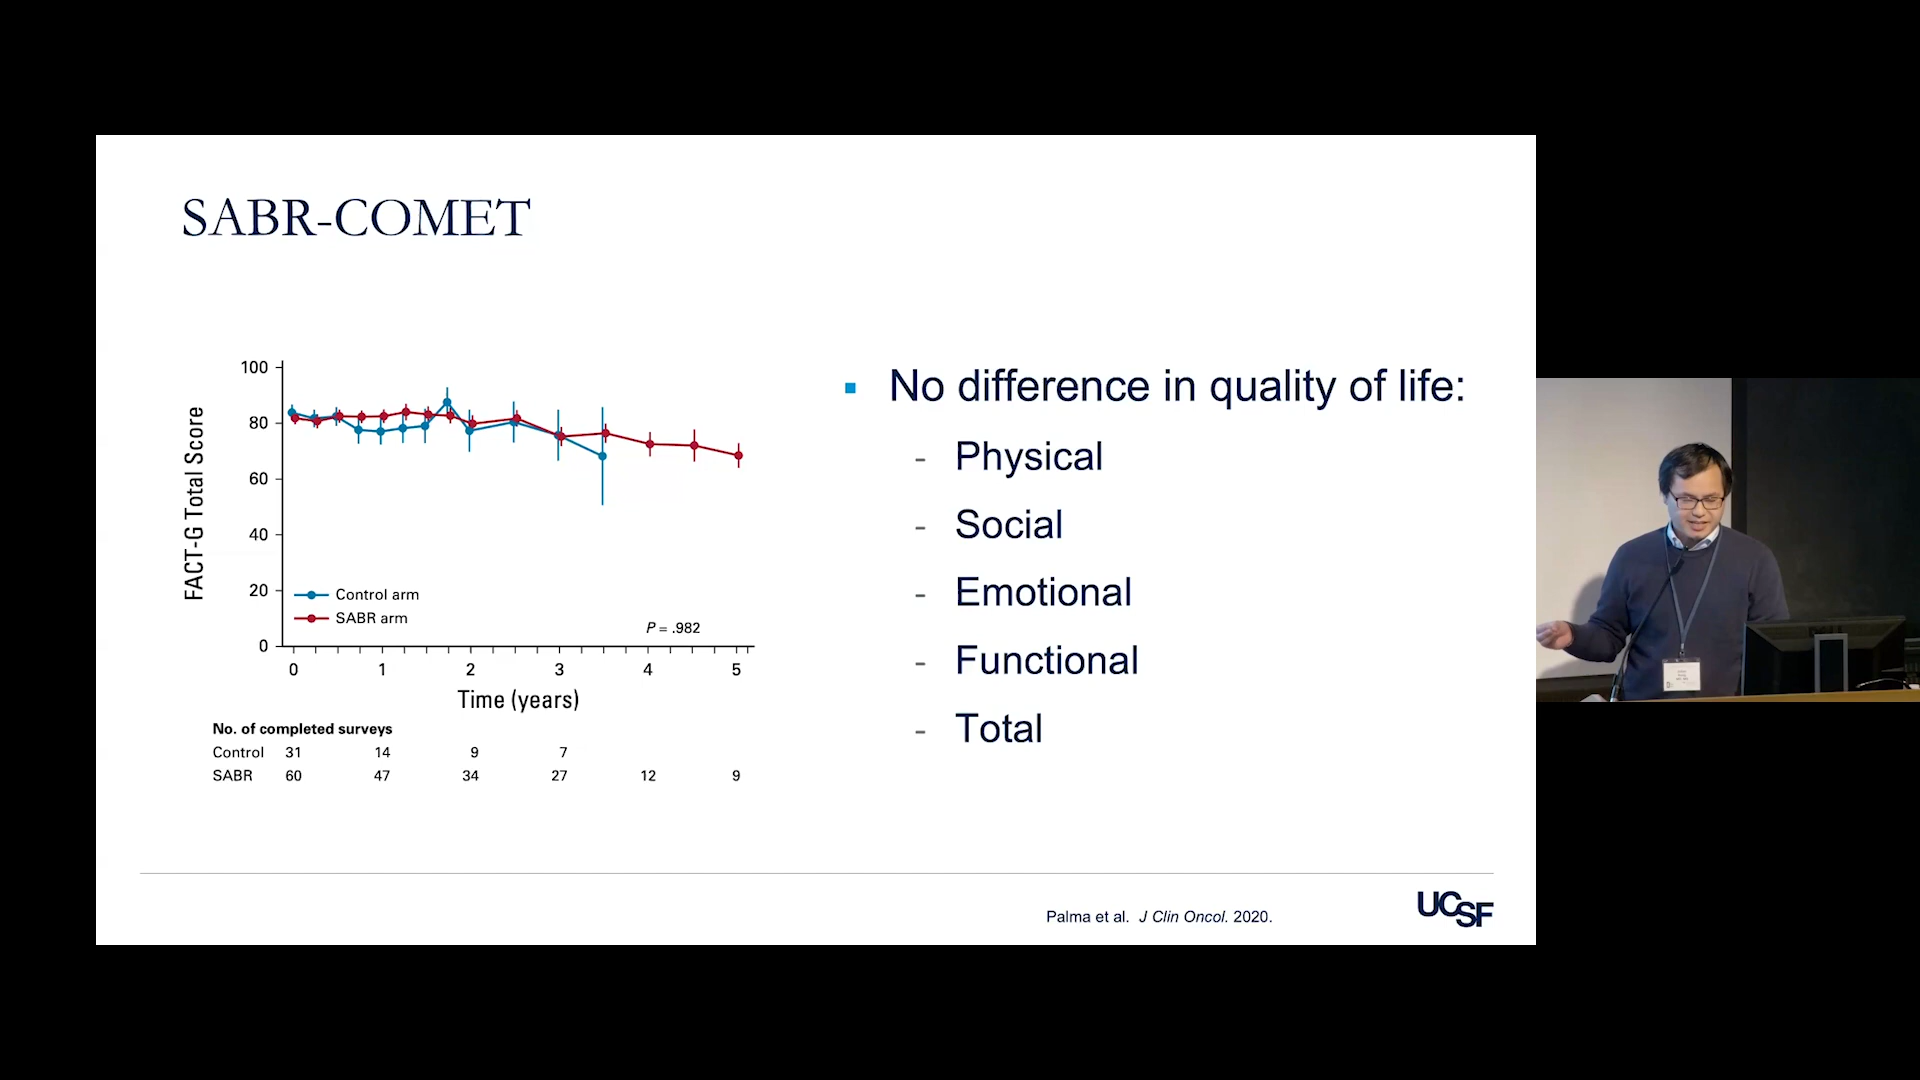 SABR-COMET
FACT-G Total Score
100
80
60
40
20
0
Control arm
SABR arm
P = .982
0 1 2 3 4 5
Time (years)
No. of completed surveys
Control 31 14 9 7
SABR 60 47 34 27 12 9
No difference in quality of life:
- Physical
- Social
- Emotional
- Functional
- Total
Palma et al. J Clin Oncol. 2020.
UCSF